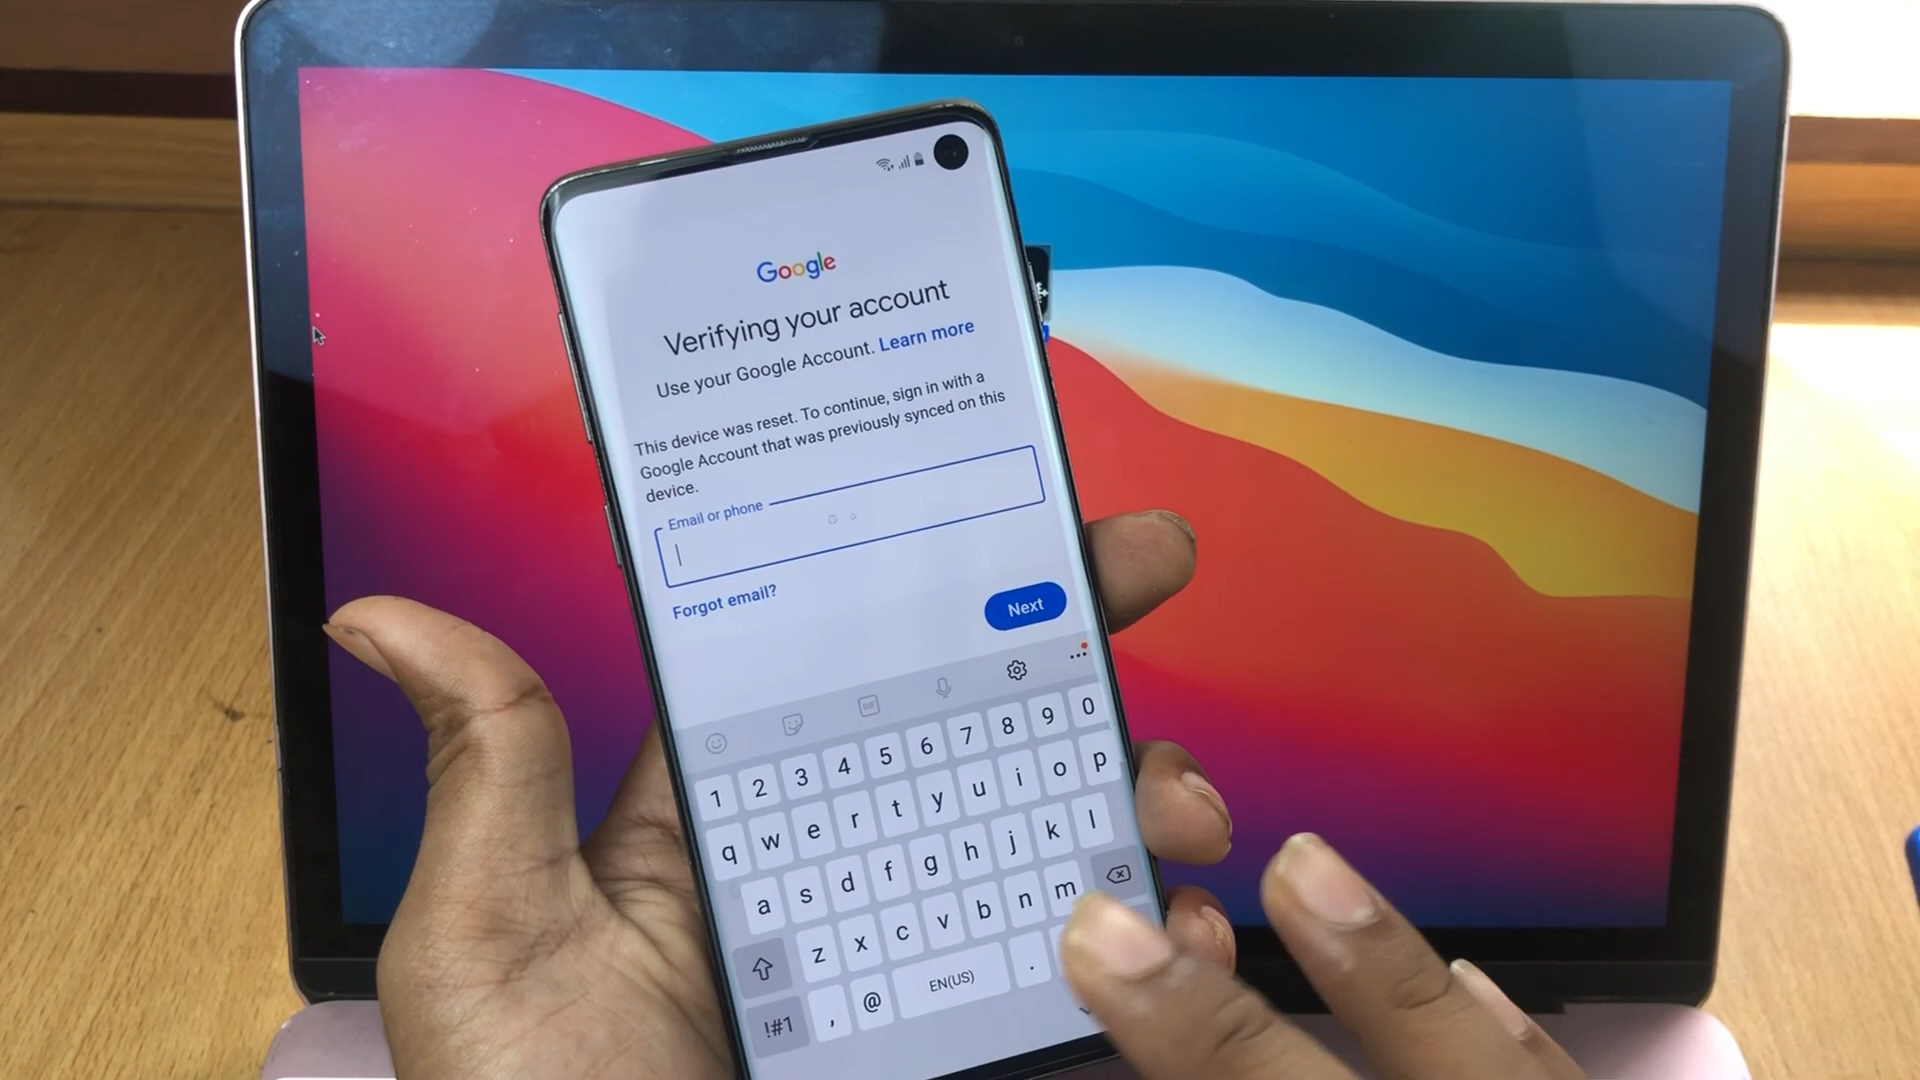 Google
Verifying your account
Use your Google Account. Learn more
This device was reset. To continue, sign in with a
Google Account that was previously synced on this
device.
Email or phone
Forgot email?
Next
GIF
1 2 3 4 5 6 7 8 9 0
q w e r t y u i o p
a s d f g h j k l
z x c v b n m
!#1 , @ EN(US) .